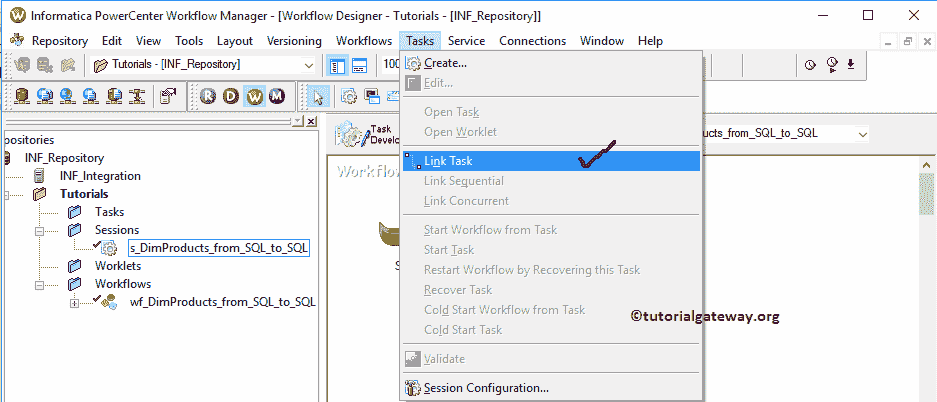 Informatica PowerCenter Workflow Manager - [Workflow Designer - Tutorials - [INF_Repository]]
Repository Edit View Tools Layout Versioning Workflows Tasks Service Connections Window Help
Tutorials - [INF_Repository]
100
Create...
Edit...
R D W M
Open Task
Open Worklet
Task
Develo
ducts_from_SQL_to_SQL
positories
INF_Repository
INF_Integration
Tutorials
Tasks
Sessions
s_DimProducts_from_SQL_to_SQL
Worklets
Workflows
wf_DimProducts_from_SQL_to_SQL
Workf
S
Link Task
Link Sequential
Link Concurrent
Start Workflow from Task
Start Task
Restart Workflow by Recovering this Task
Recover Task
Cold Start Workflow from Task
Cold Start Task
Validate
Session Configuration...
©tutorialgateway.org